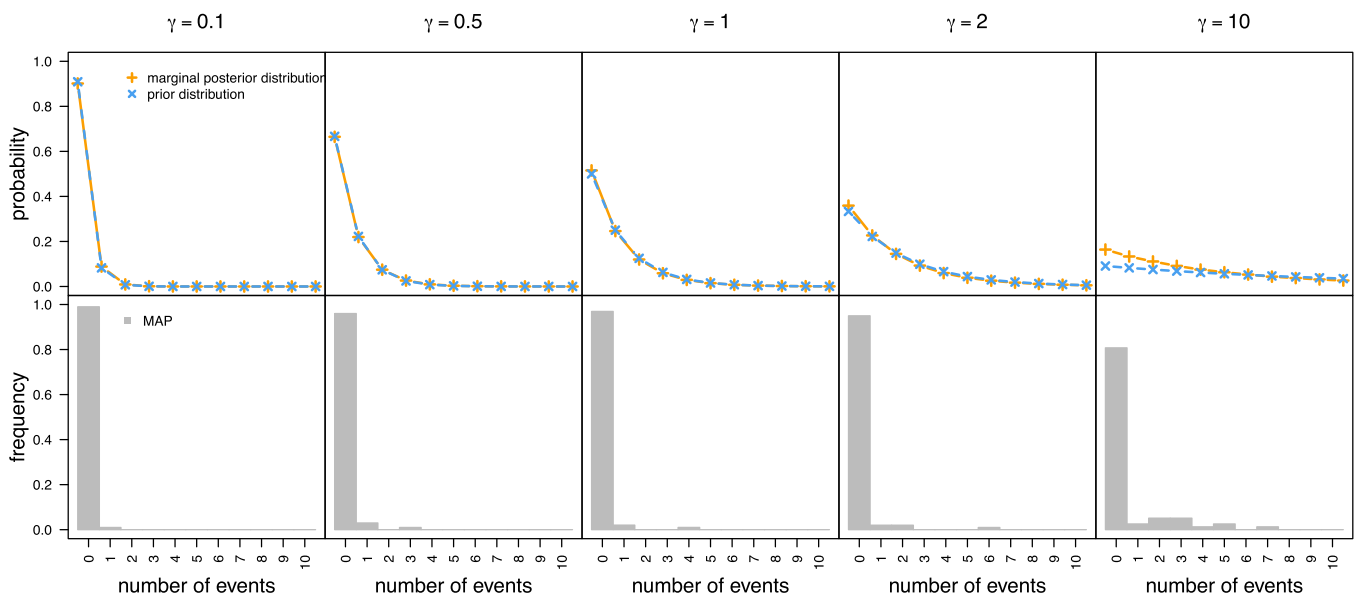 γ = 0.1 γ = 0.5 γ = 1 γ = 2 γ = 10
probability
1.0
0.8
0.6
0.4
0.2
0.0
marginal posterior distribution
prior distribution
frequency
1.0
0.8
0.6
0.4
0.2
0.0
MAP
0 1 2 3 4 5 6 7 8 9 10 0 1 2 3 4 5 6 7 8 9 10 0 1 2 3 4 5 6 7 8 9 10 0 1 2 3 4 5 6 7 8 9 10 0 1 2 3 4 5 6 7 8 9 10
number of events number of events number of events number of events number of events